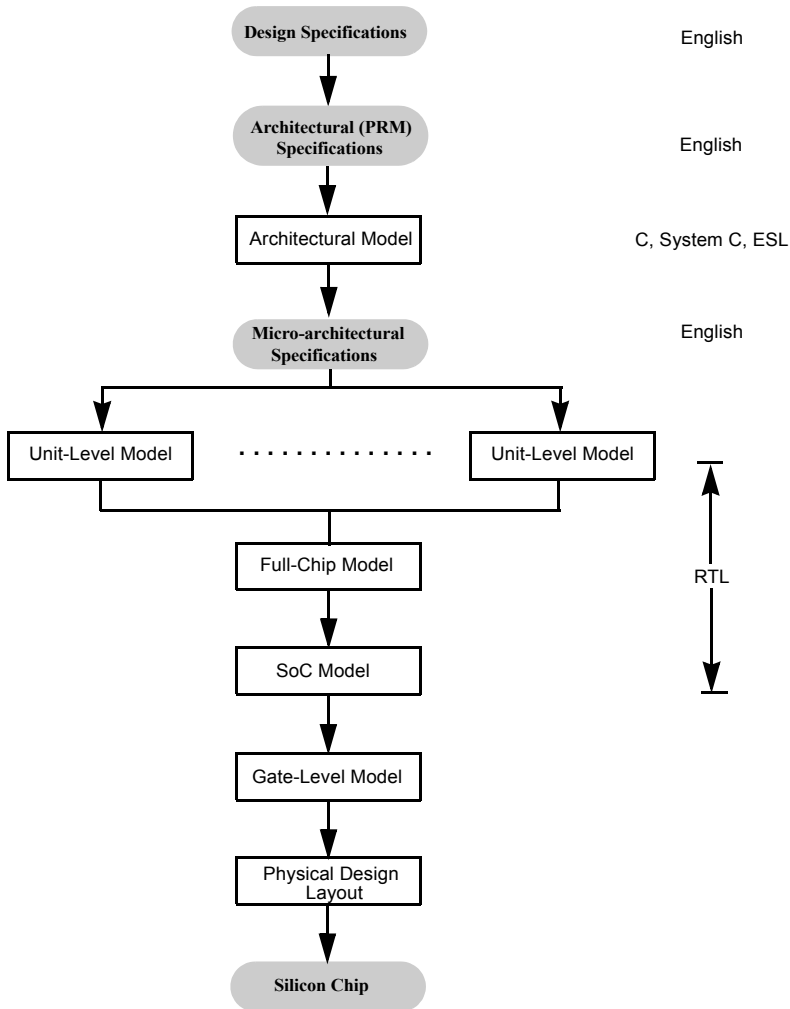 Design Specifications
English
Architectural (PRM)
Specifications
English
Architectural Model
C, System C, ESL
Micro-architectural
Specifications
English
Unit-Level Model
. . . . . . . . . . . . . .
Unit-Level Model
Full-Chip Model
RTL
SoC Model
Gate-Level Model
Physical Design
Layout
Silicon Chip